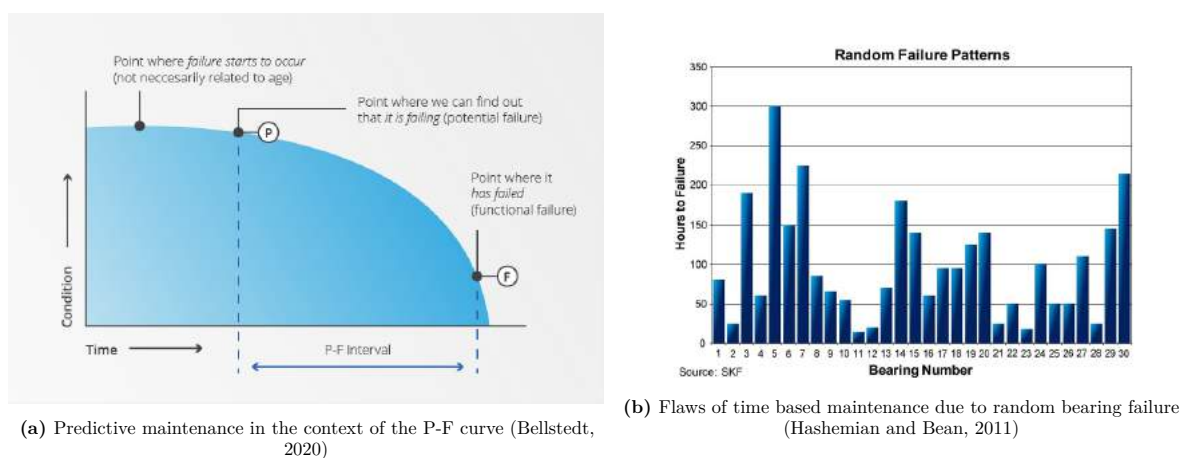 Point where failure starts to occur
(not neccesarily related to age)
Point where we can find out
that it is failing (potential failure)
P
Point where it
has failed
(functional failure)
F
Condition
Time
P-F Interval
(a) Predictive maintenance in the context of the P-F curve (Bellstedt,
2020)
Random Failure Patterns
Hours to Failure
350
300
250
200
150
100
50
0
1 2 3 4 5 6 7 8 9 10 11 12 13 14 15 16 17 18 19 20 21 22 23 24 25 26 27 28 29 30
Source: SKF
Bearing Number
(b) Flaws of time based maintenance due to random bearing failure
(Hashemian and Bean, 2011)